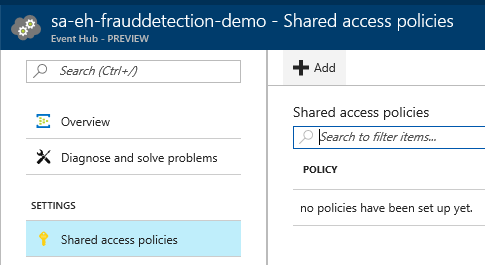 sa-eh-frauddetection-demo - Shared access policies
Event Hub - PREVIEW
Search (Ctrl+/)
Overview
Diagnose and solve problems
SETTINGS
Shared access policies
Add
Shared access policies
Search to filter items...
POLICY
no policies have been set up yet.